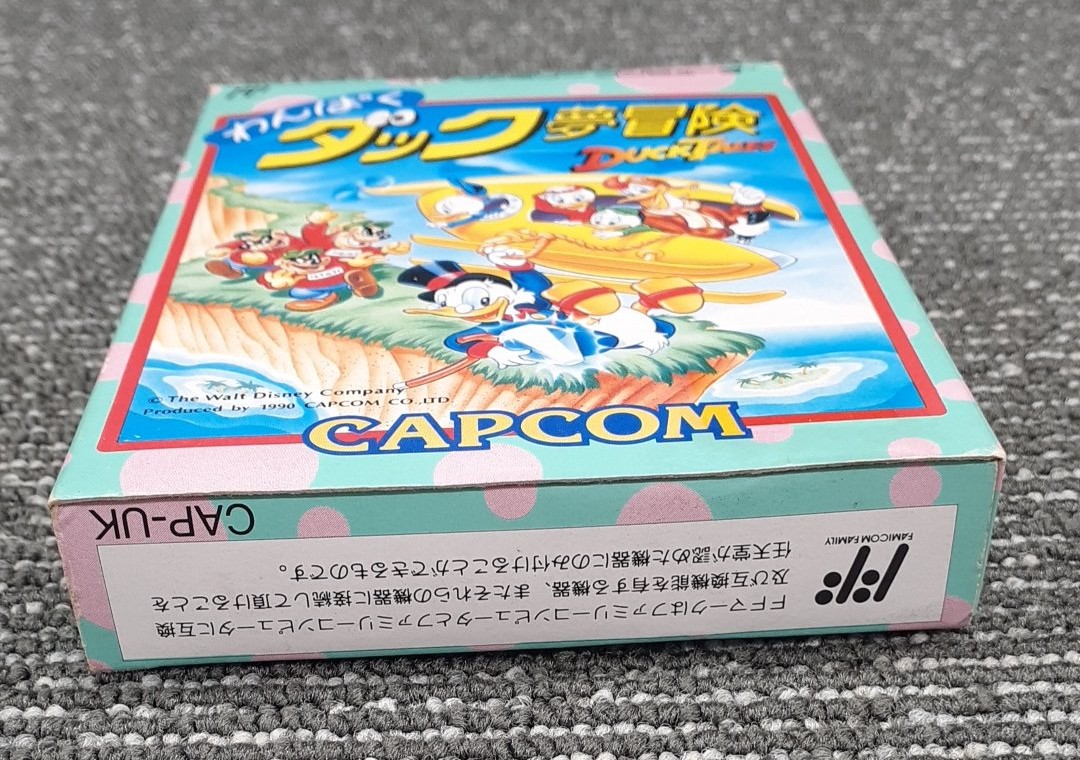 わんぱく
ダック夢冒険
DUCKTALES
© The Walt Disney Company.
Produced by 1990 CAPCOM CO.,LTD.
CAPCOM
CAP-UK
FAMICOM FAMILY
FFマークはファミリーコンピュータとファミリーコンピュータに互換
及び互換機能を有する機器、またそれらの機器に接続して頂けることを
任天堂が認めた機器にのみ付けることができるものです。